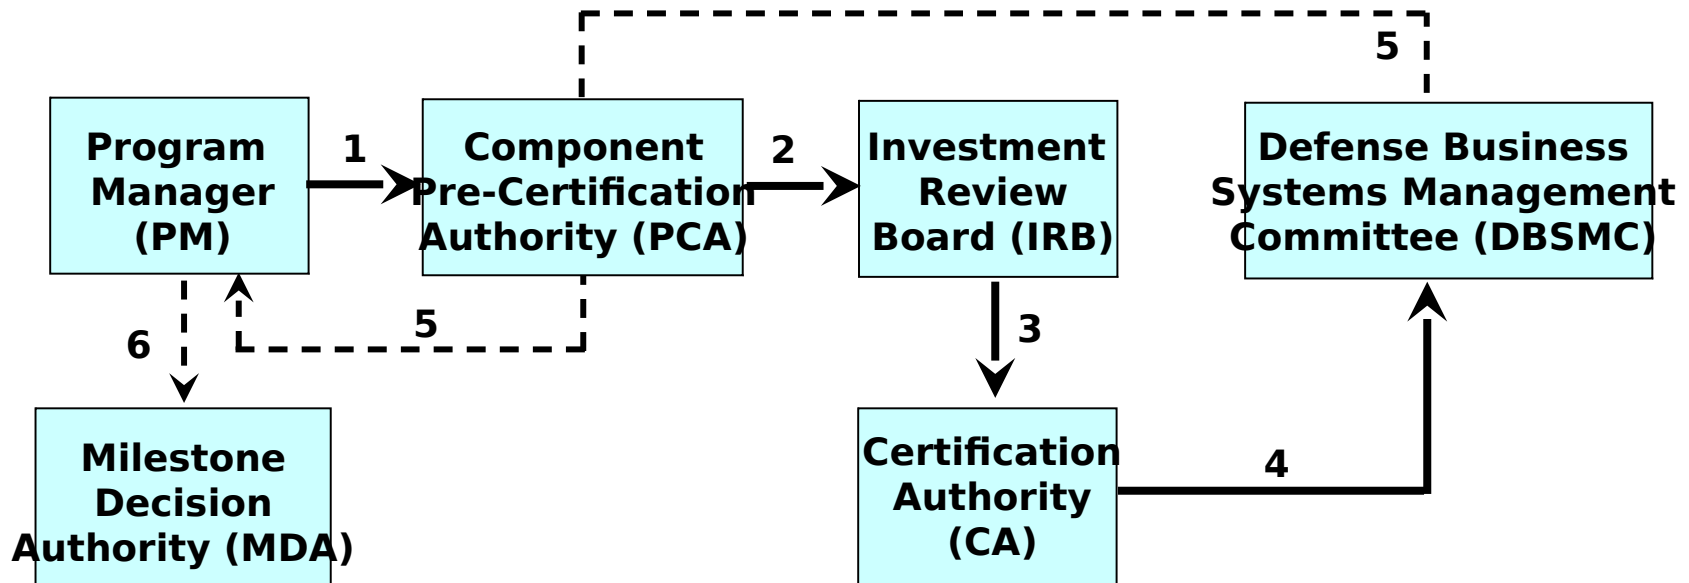 5
Program
Manager
(PM)
1
Component
Pre-Certification
Authority (PCA)
2
Investment
Review
Board (IRB)
Defense Business
Systems Management
Committee (DBSMC)
6
5
3
Milestone
Decision
Authority (MDA)
Certification
Authority
(CA)
4